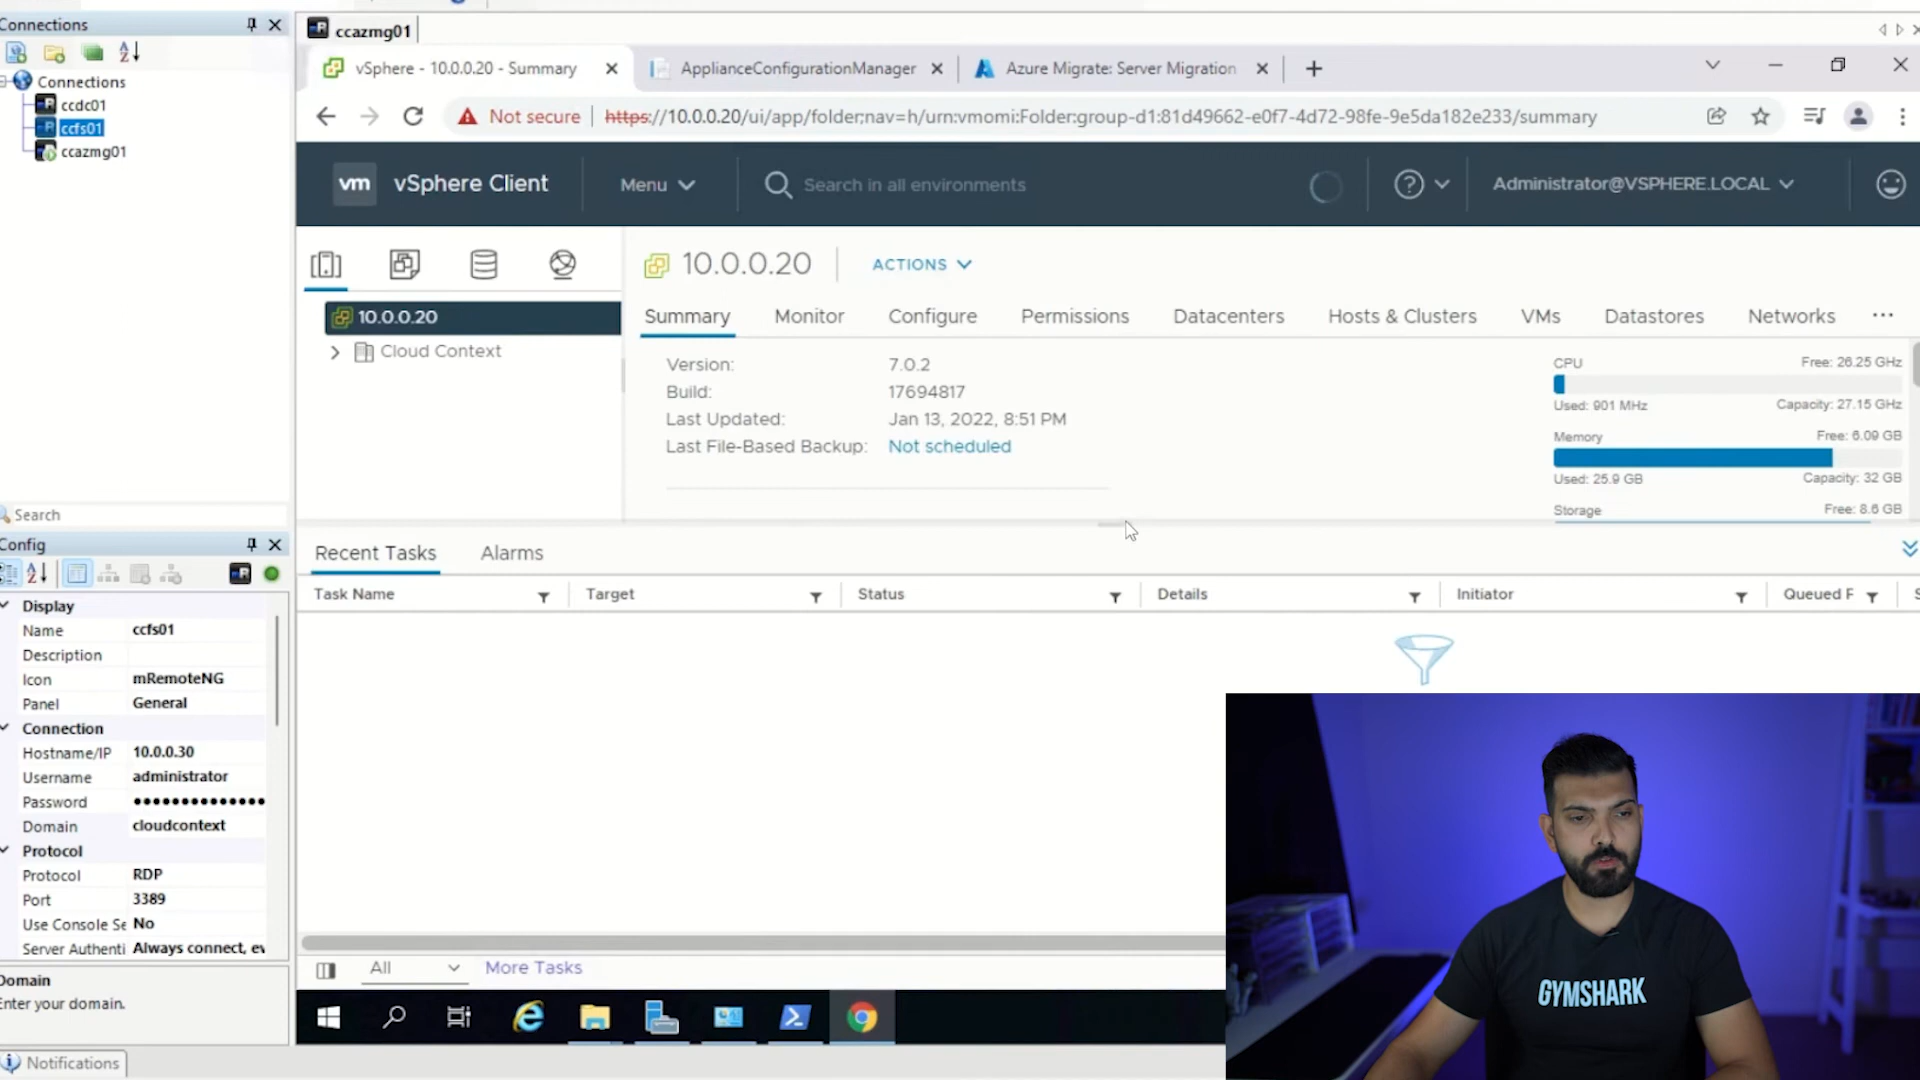 Connections
Connections
ccdc01
ccfs01
ccazmg01
Search
Config
Display
Name ccfs01
Description
Icon mRemoteNG
Panel General
Connection
Hostname/IP 10.0.0.30
Username administrator
Password ●●●●●●●●●●●●●●●
Domain cloudcontext
Protocol
Protocol RDP
Port 3389
Use Console Se No
Server Authenti Always connect, ev
Domain
Enter your domain.
Notifications
ccazmg01
vSphere - 10.0.0.20 - Summary
ApplianceConfigurationManager
Azure Migrate: Server Migration
Not secure https://10.0.0.20/ui/app/folder;nav=h/urn:vmomi:Folder:group-d1:81d49662-e0f7-4d72-98fe-9e5da182e233/summary
vm vSphere Client Menu Search in all environments Administrator@VSPHERE.LOCAL
10.0.0.20
Cloud Context
10.0.0.20 ACTIONS
Summary Monitor Configure Permissions Datacenters Hosts & Clusters VMs Datastores Networks
Version: 7.0.2
Build: 17694817
Last Updated: Jan 13, 2022, 8:51 PM
Last File-Based Backup: Not scheduled
CPU Free: 26.25 GHz
Used: 901 MHz Capacity: 27.15 GHz
Memory Free: 6.09 GB
Used: 25.9 GB Capacity: 32 GB
Storage Free: 8.6 GB
Recent Tasks Alarms
Task Name Target Status Details Initiator Queued F S
All More Tasks
GYMSHARK